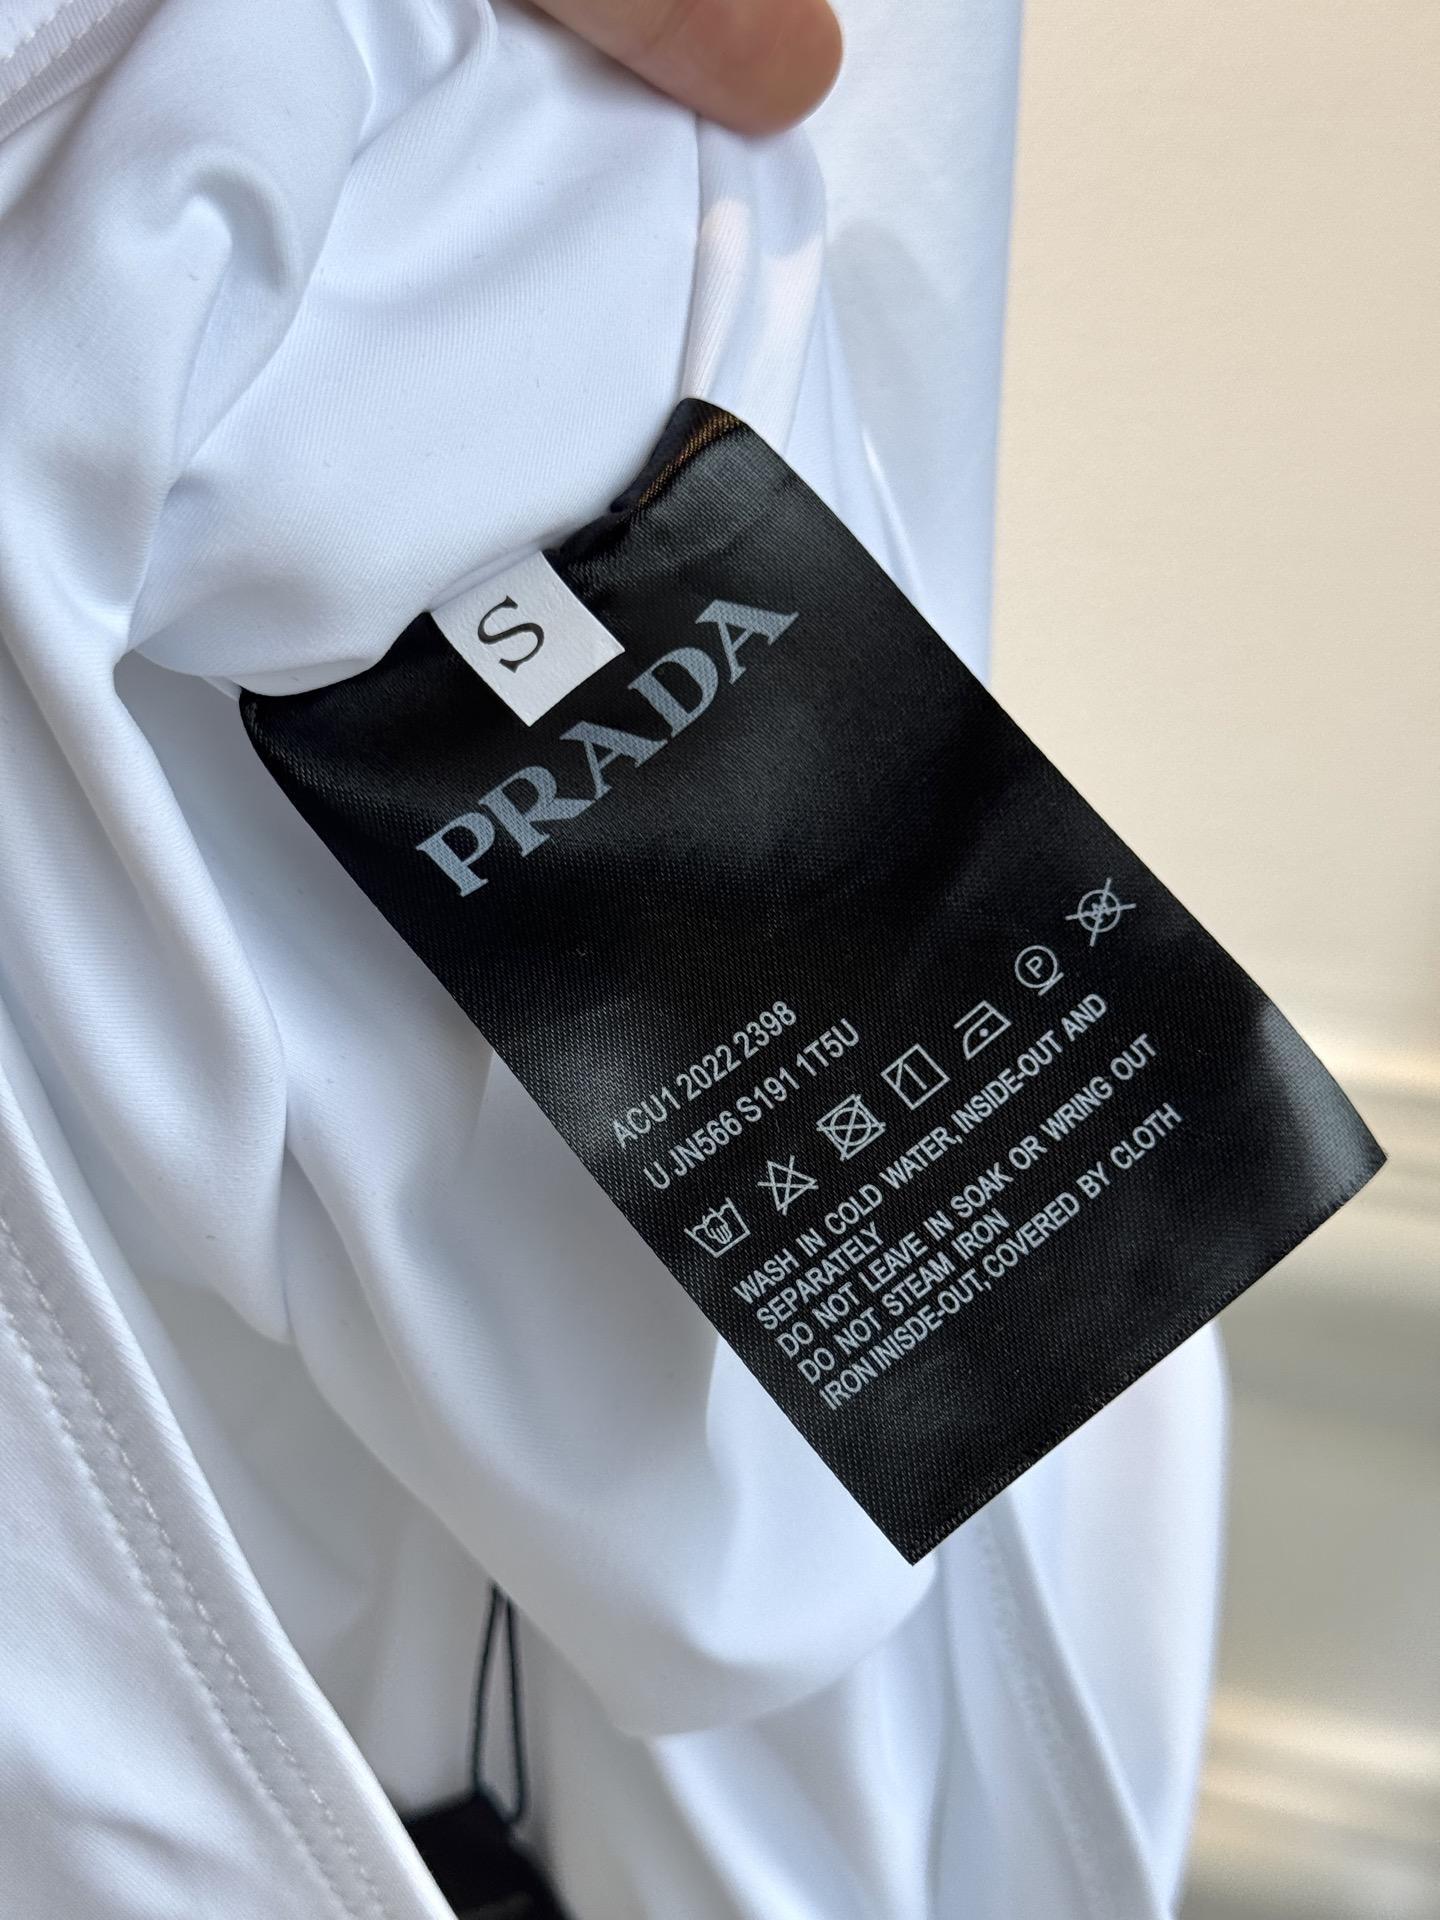 S
PRADA
ACU1 2022 2398
U JN566 S191 1T5U
P
WASH IN COLD WATER, INSIDE-OUT AND
SEPARATELY
DO NOT LEAVE IN SOAK OR WRING OUT
DO NOT STEAM IRON
IRON INISDE-OUT, COVERED BY CLOTH